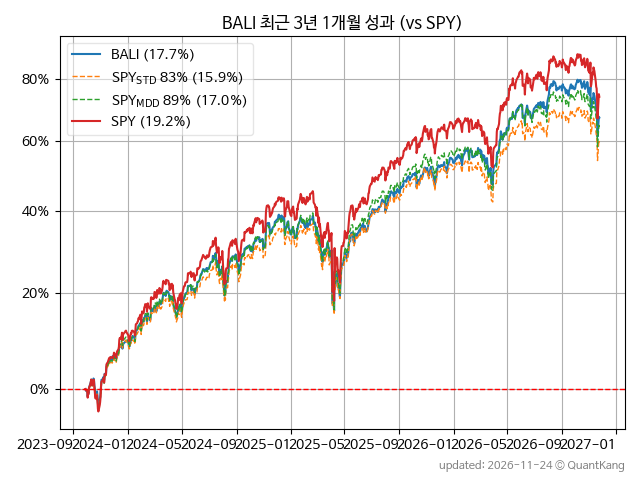 BALI 최근 3년 1개월 성과 (vs SPY)
BALI (17.7%)
SPY_STD 83% (15.9%)
SPY_MDD 89% (17.0%)
SPY (19.2%)
80%
60%
40%
20%
0%
2023-09 2024-01 2024-05 2024-09 2025-01 2025-05 2025-09 2026-01 2026-05 2026-09 2027-01
updated: 2026-11-24 © QuantKang